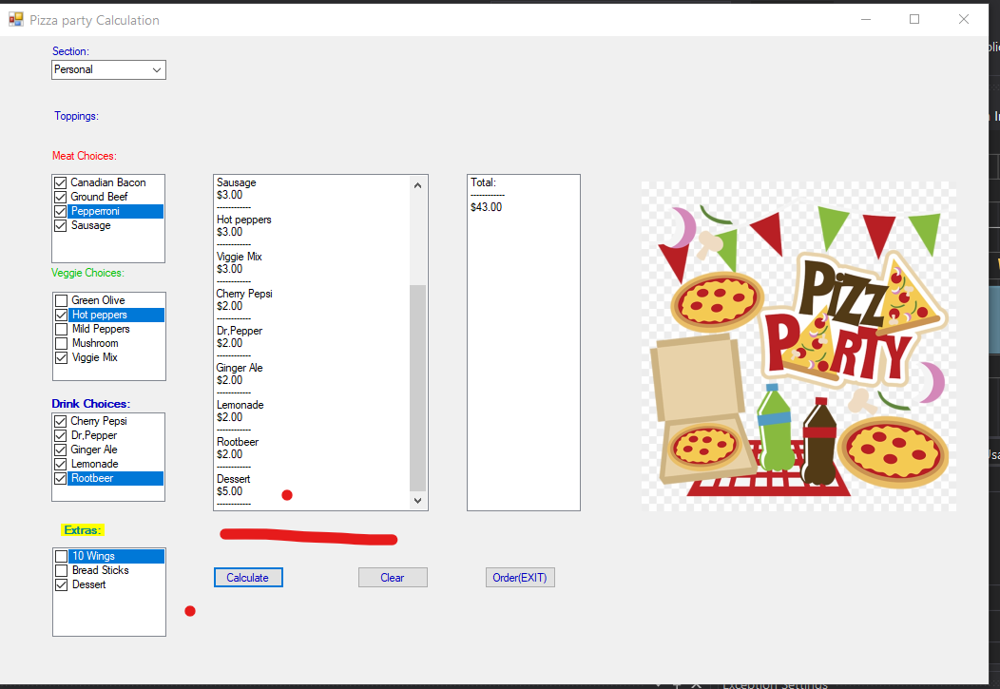 Pizza party Calculation
Section:
Personal
Toppings:
Meat Choices:
Canadian Bacon
Ground Beef
Pepperroni
Sausage
Veggie Choices:
Green Olive
Hot peppers
Mild Peppers
Mushroom
Viggie Mix
Drink Choices:
Cherry Pepsi
Dr,Pepper
Ginger Ale
Lemonade
Rootbeer
Extras:
10 Wings
Bread Sticks
Dessert
Sausage
$3.00
------------
Hot peppers
$3.00
------------
Viggie Mix
$3.00
------------
Cherry Pepsi
$2.00
------------
Dr,Pepper
$2.00
------------
Ginger Ale
$2.00
------------
Lemonade
$2.00
------------
Rootbeer
$2.00
------------
Dessert
$5.00
------------
Total:
------------
$43.00
Calculate
Clear
Order(EXIT)
PiZZ
PARTY
Exception Settings